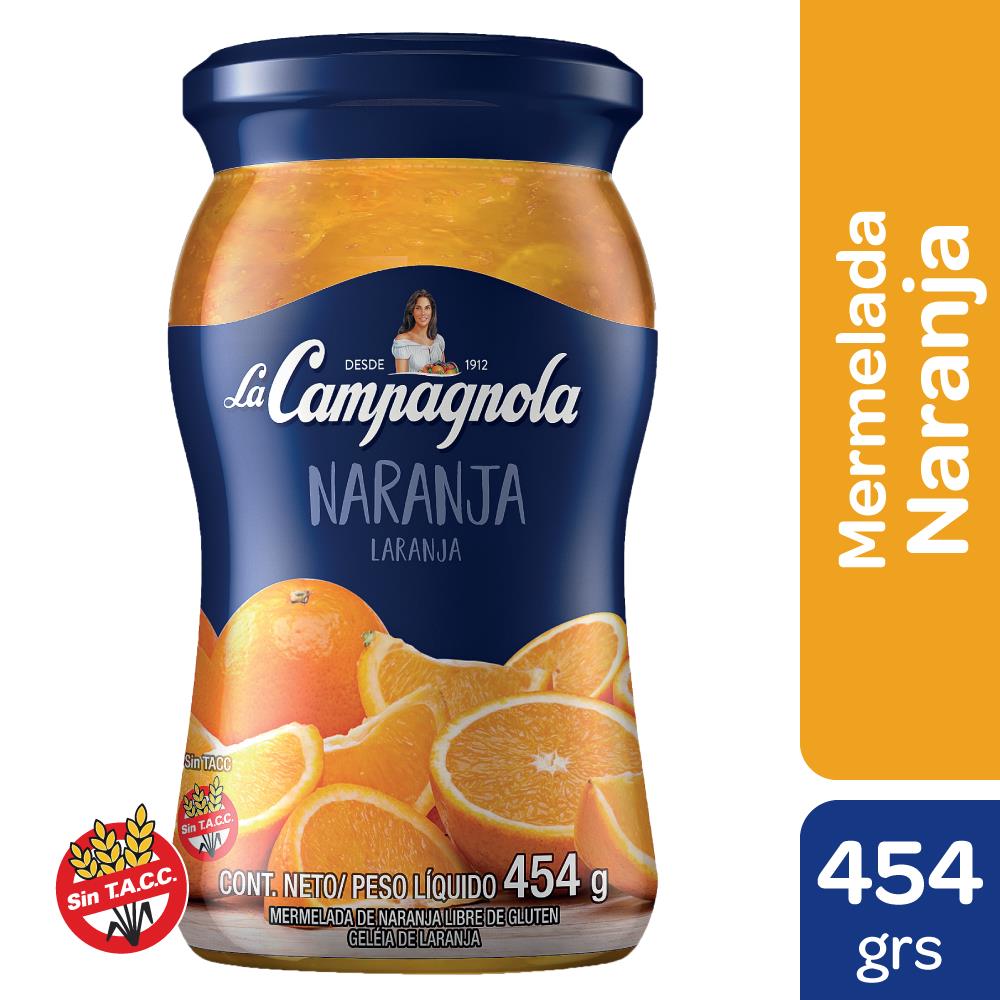 DESDE 1912
La Campagnola
NARANJA
LARANJA
Sin TACC
Sin T.A.C.C.
CONT. NETO/ PESO LÍQUIDO 454 g
MERMELADA DE NARANJA LIBRE DE GLUTEN
GELÉIA DE LARANJA
Sin T.A.C.C.
Mermelada
Naranja
454
grs